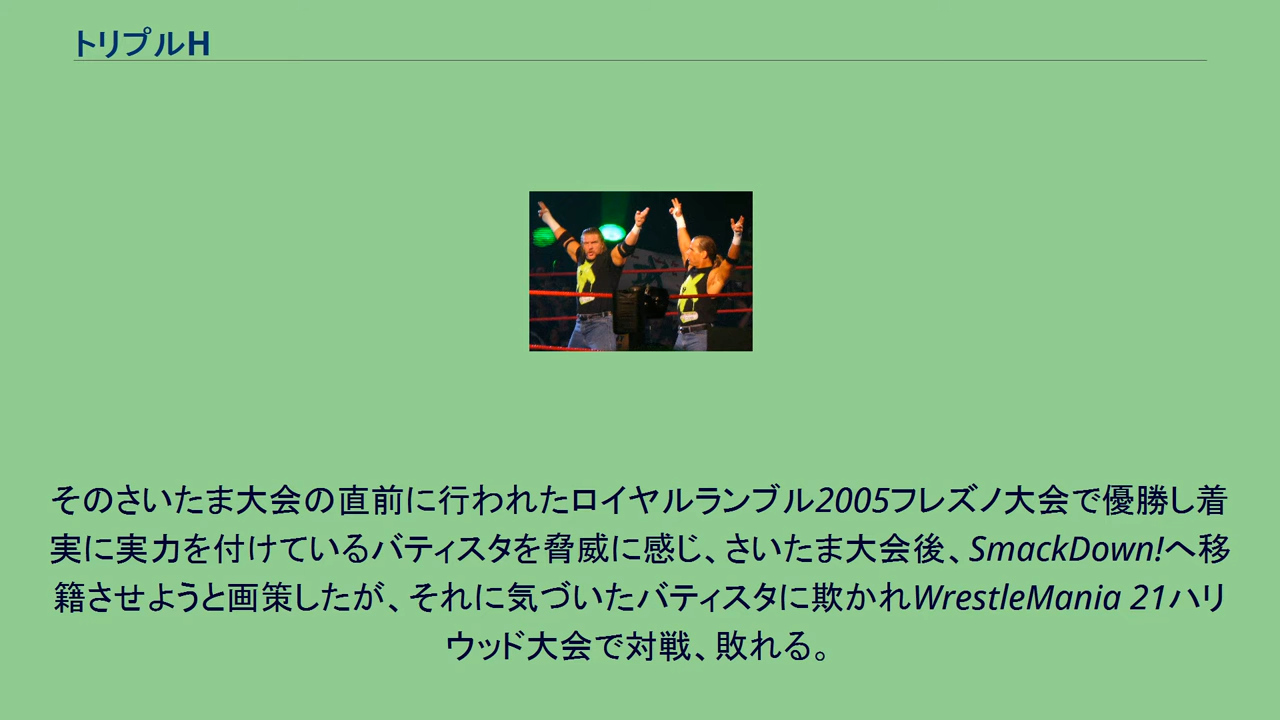 トリプルH
そのさいたま大会の直前に行われたロイヤルランブル2005フレズノ大会で優勝し着
実に実力を付けているバティスタを脅威に感じ、さいたま大会後、SmackDown!へ移
籍させようと画策したが、それに気づいたバティスタに欺かれWrestleMania 21ハリ
ウッド大会で対戦、敗れる。